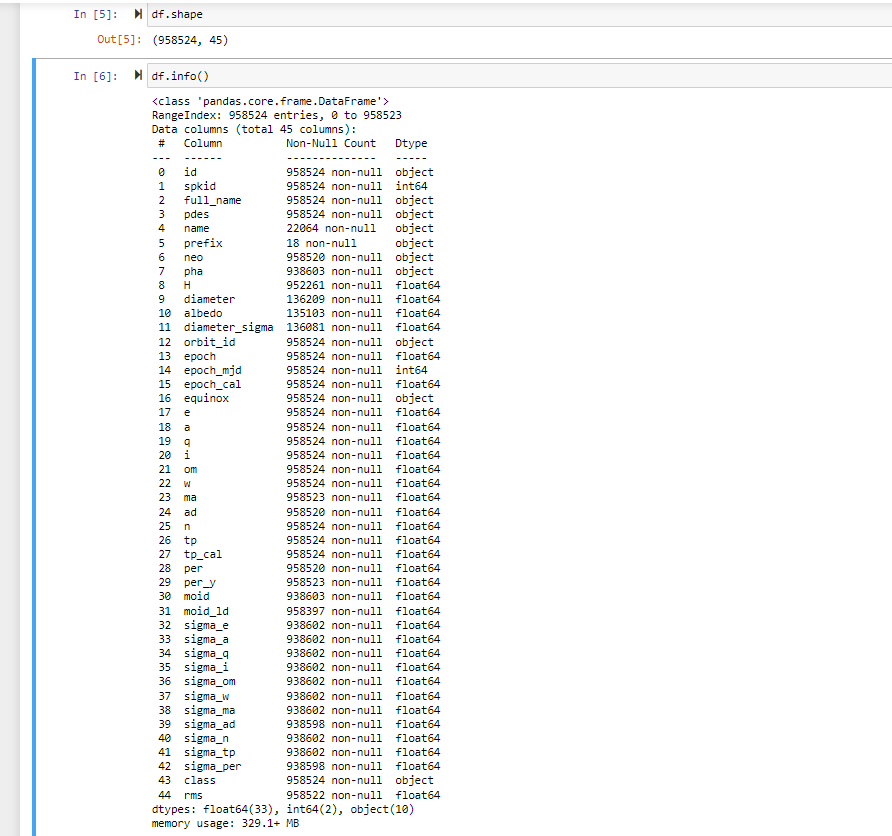 In [5]: df.shape
Out[5]: (958524, 45)
In [6]: df.info()
<class 'pandas.core.frame.DataFrame'>
RangeIndex: 958524 entries, 0 to 958523
Data columns (total 45 columns):
 #   Column          Non-Null Count   Dtype
---  ------          --------------   -----
 0   id              958524 non-null  object
 1   spkid           958524 non-null  int64
 2   full_name       958524 non-null  object
 3   pdes            958524 non-null  object
 4   name            22064 non-null   object
 5   prefix          18 non-null      object
 6   neo             958520 non-null  object
 7   pha             938603 non-null  object
 8   H               952261 non-null  float64
 9   diameter        136209 non-null  float64
 10  albedo          135103 non-null  float64
 11  diameter_sigma  136081 non-null  float64
 12  orbit_id        958524 non-null  object
 13  epoch           958524 non-null  float64
 14  epoch_mjd       958524 non-null  int64
 15  epoch_cal       958524 non-null  float64
 16  equinox         958524 non-null  object
 17  e               958524 non-null  float64
 18  a               958524 non-null  float64
 19  q               958524 non-null  float64
 20  i               958524 non-null  float64
 21  om              958524 non-null  float64
 22  w               958524 non-null  float64
 23  ma              958523 non-null  float64
 24  ad              958520 non-null  float64
 25  n               958524 non-null  float64
 26  tp              958524 non-null  float64
 27  tp_cal          958524 non-null  float64
 28  per             958520 non-null  float64
 29  per_y           958523 non-null  float64
 30  moid            938603 non-null  float64
 31  moid_ld         958397 non-null  float64
 32  sigma_e         938602 non-null  float64
 33  sigma_a         938602 non-null  float64
 34  sigma_q         938602 non-null  float64
 35  sigma_i         938602 non-null  float64
 36  sigma_om        938602 non-null  float64
 37  sigma_w         938602 non-null  float64
 38  sigma_ma        938602 non-null  float64
 39  sigma_ad        938598 non-null  float64
 40  sigma_n         938602 non-null  float64
 41  sigma_tp        938602 non-null  float64
 42  sigma_per       938598 non-null  float64
 43  class           958524 non-null  object
 44  rms             958522 non-null  float64
dtypes: float64(33), int64(2), object(10)
memory usage: 329.1+ MB